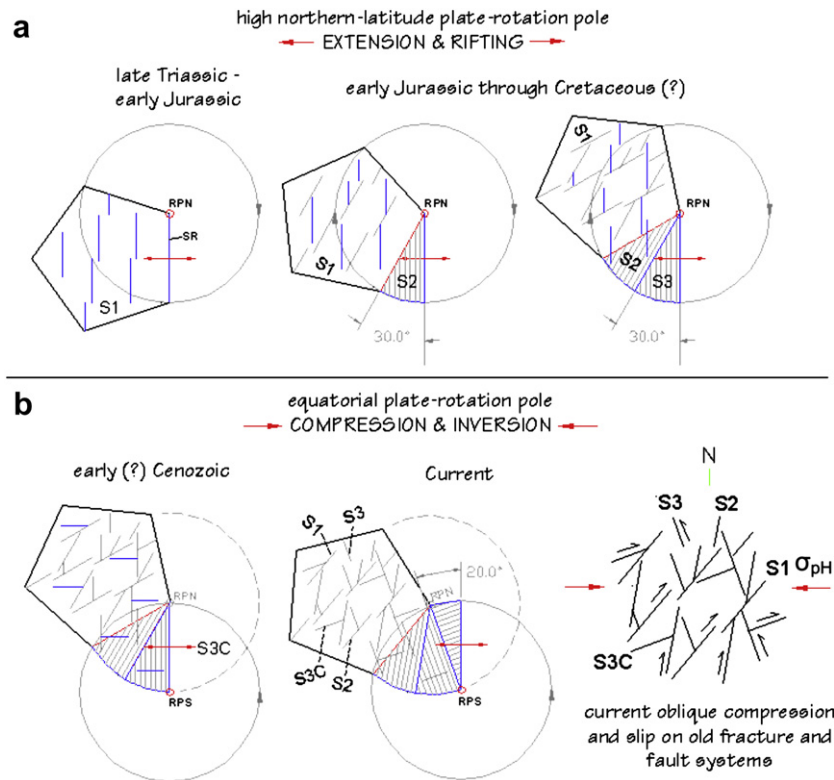 a
high northern-latitude plate-rotation pole
EXTENSION & RIFTING
late Triassic -
early Jurassic
early Jurassic through Cretaceous (?)
RPN
SR
S1
RPN
S1
S2
30.0°
S1
RPN
S2
S3
30.0°
b
equatorial plate-rotation pole
COMPRESSION & INVERSION
early (?) Cenozoic
Current
RPN
S3C
RPS
S1
S3
20.0°
RPN
S3C
S2
RPS
N
S3
S2
S1
σpH
S3C
current oblique compression
and slip on old fracture and
fault systems